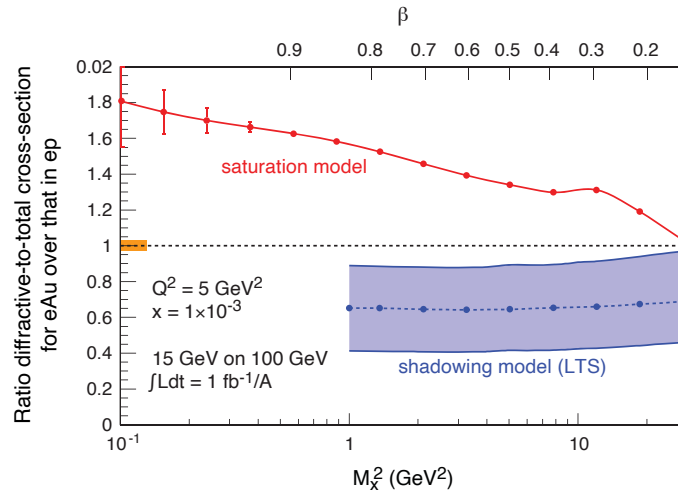 β
0.9 0.8 0.7 0.6 0.5 0.4 0.3 0.2
Ratio diffractive-to-total cross-section
for eAu over that in ep
0.02
1.8
1.6
1.4
1.2
1
0.8
0.6
0.4
0.2
0
saturation model
Q² = 5 GeV²
x = 1×10⁻³
15 GeV on 100 GeV
∫Ldt = 1 fb⁻¹/A
shadowing model (LTS)
10⁻¹ 1 10
Mₓ² (GeV²)